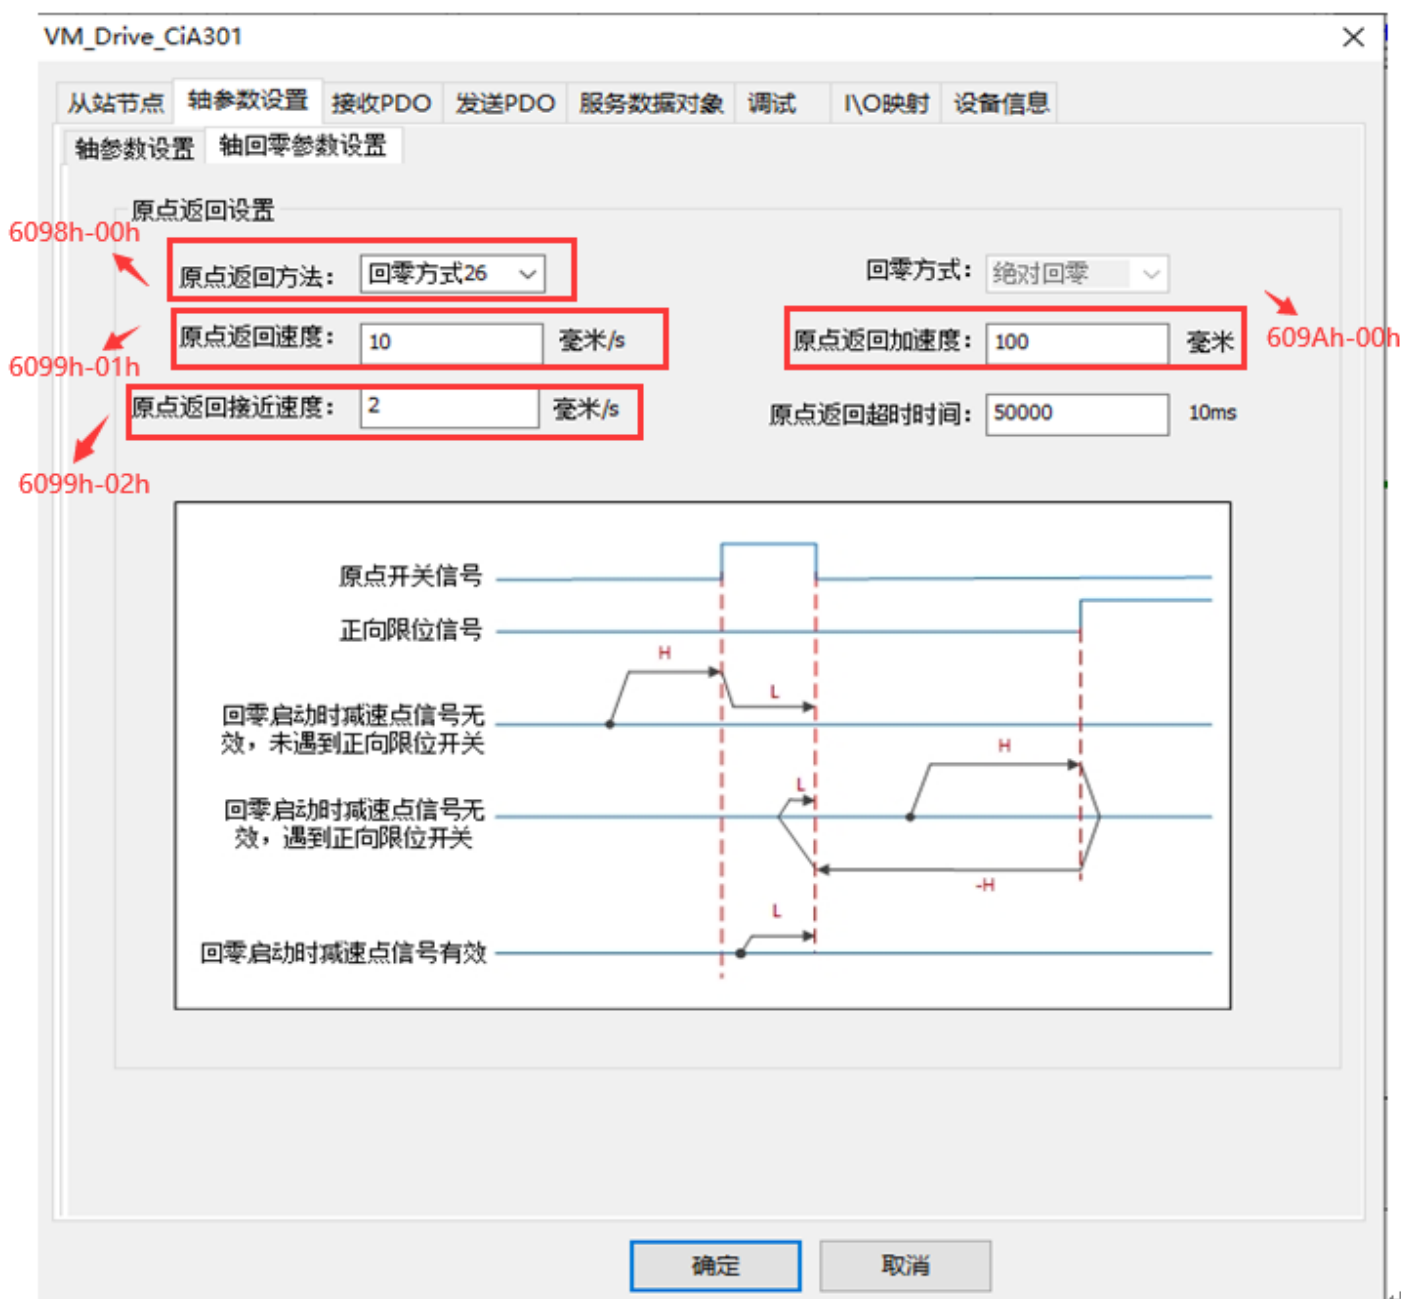 VM_Drive_CiA301
从站节点 轴参数设置 接收PDO 发送PDO 服务数据对象 调试 I\O映射 设备信息
轴参数设置 轴回零参数设置
原点返回设置
6098h-00h
原点返回方法: 回零方式26 回零方式: 绝对回零
原点返回速度: 10 毫米/s 原点返回加速度: 100 毫米
609Ah-00h
6099h-01h
原点返回接近速度: 2 毫米/s 原点返回超时时间: 50000 10ms
6099h-02h
原点开关信号
正向限位信号
H
L
回零启动时减速点信号无
效，未遇到正向限位开关
H
L
回零启动时减速点信号无
效，遇到正向限位开关
-H
L
回零启动时减速点信号有效
确定 取消